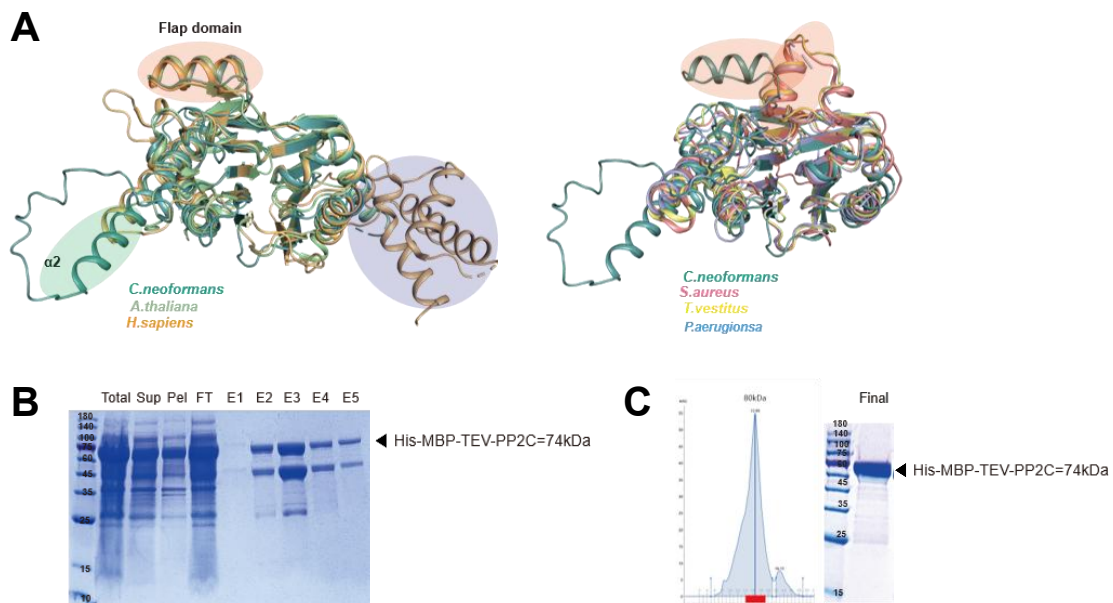 A
Flap domain
α2
C.neoformans
A.thaliana
H.sapiens
C.neoformans
S.aureus
T.vestitus
P.aerugionsa
B
Total Sup Pel FT E1 E2 E3 E4 E5
180
140
100
75
60
45
35
25
15
10
His-MBP-TEV-PP2C=74kDa
C
80kDa
Final
180
140
100
75
60
45
35
25
15
His-MBP-TEV-PP2C=74kDa